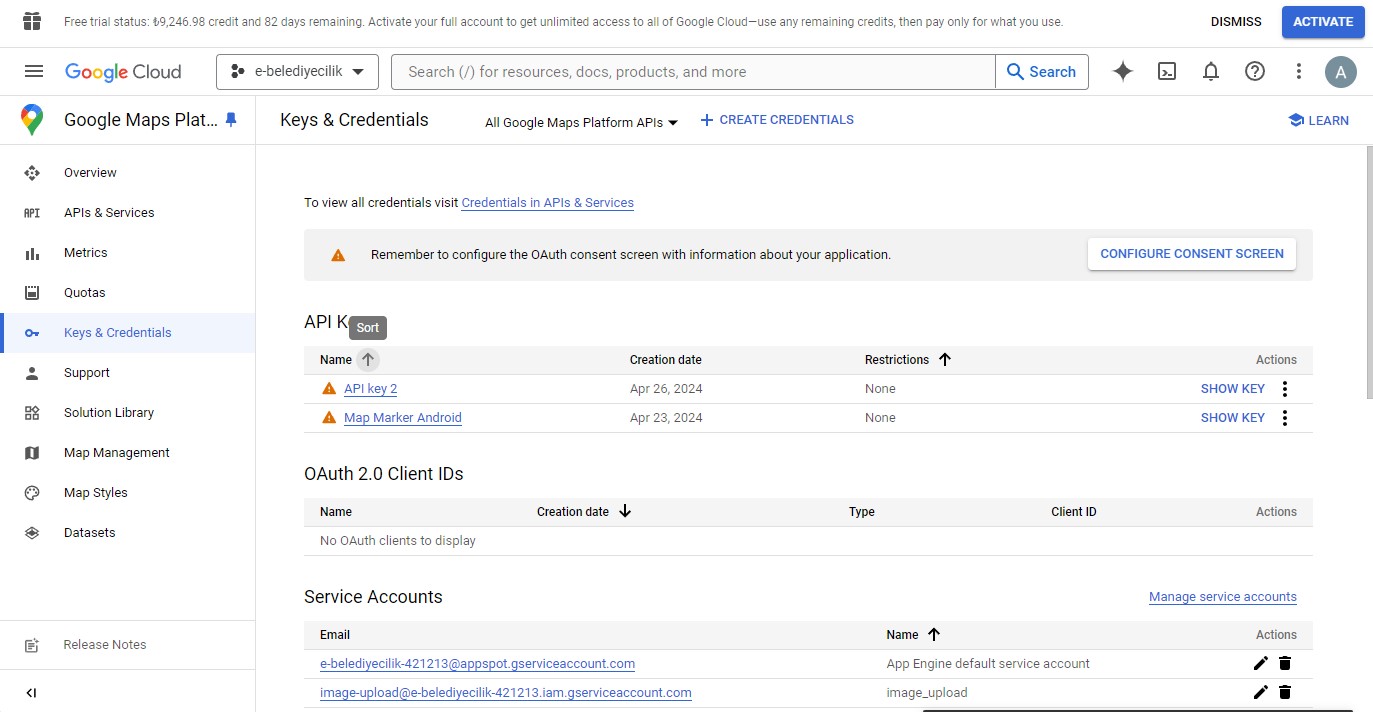 Free trial status: ₺9,246.98 credit and 82 days remaining. Activate your full account to get unlimited access to all of Google Cloud—use any remaining credits, then pay only for what you use.
DISMISS
ACTIVATE
Google Cloud
e-belediyecilik
Search (/) for resources, docs, products, and more
Search
A
Google Maps Plat...
Keys & Credentials
All Google Maps Platform APIs
+ CREATE CREDENTIALS
LEARN
Overview
API
APIs & Services
Metrics
Quotas
Keys & Credentials
Support
Solution Library
Map Management
Map Styles
Datasets
Release Notes
To view all credentials visit Credentials in APIs & Services
Remember to configure the OAuth consent screen with information about your application.
CONFIGURE CONSENT SCREEN
API K
Sort
Name Creation date Restrictions Actions
API key 2 Apr 26, 2024 None SHOW KEY
Map Marker Android Apr 23, 2024 None SHOW KEY
OAuth 2.0 Client IDs
Name Creation date Type Client ID Actions
No OAuth clients to display
Service Accounts
Manage service accounts
Email Name Actions
e-belediyecilik-421213@appspot.gserviceaccount.com App Engine default service account
image-upload@e-belediyecilik-421213.iam.gserviceaccount.com image_upload